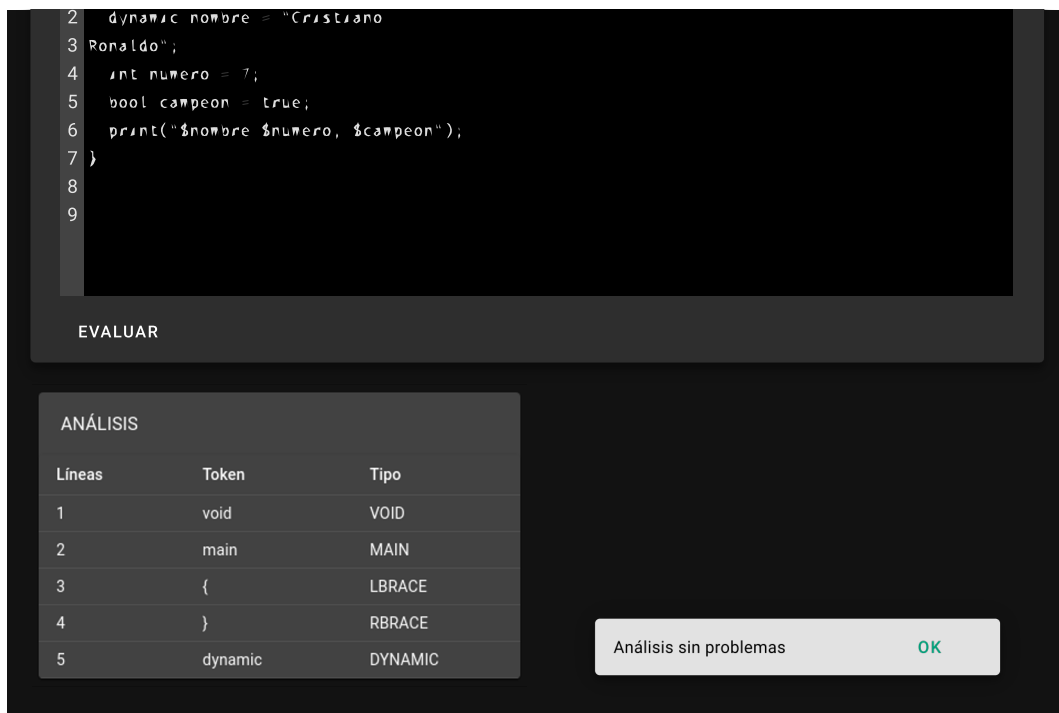 2 dynamic nombre = "Cristiano
3 Ronaldo";
4 int numero = 7;
5 bool campeon = true;
6 print("$nombre $numero, $campeon");
7 }
8
9
EVALUAR
ANÁLISIS
Líneas Token Tipo
1 void VOID
2 main MAIN
3 { LBRACE
4 } RBRACE
5 dynamic DYNAMIC
Análisis sin problemas OK